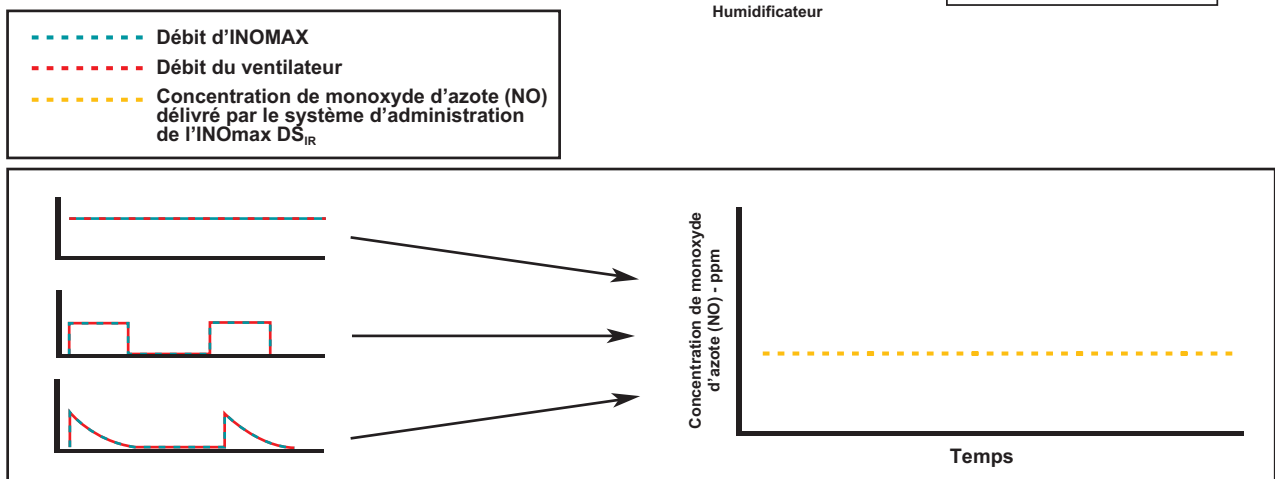 Humidificateur
Débit d'INOMAX
Débit du ventilateur
Concentration de monoxyde d'azote (NO)
délivré par le système d'administration
de l'INOmax DSIR
Concentration de monoxyde
d'azote (NO) - ppm
Temps